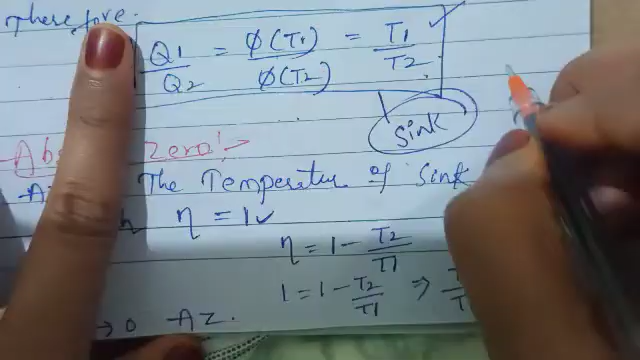 Therefore.
Q1/Q2 = ϕ(T1)/ϕ(T2) = T1/T2
Sink
Zero:-
The Temperature of Sink
η = 1
η = 1 - T2/T1
1 = 1 - T2/T1 ⇒
→ 0 AZ.